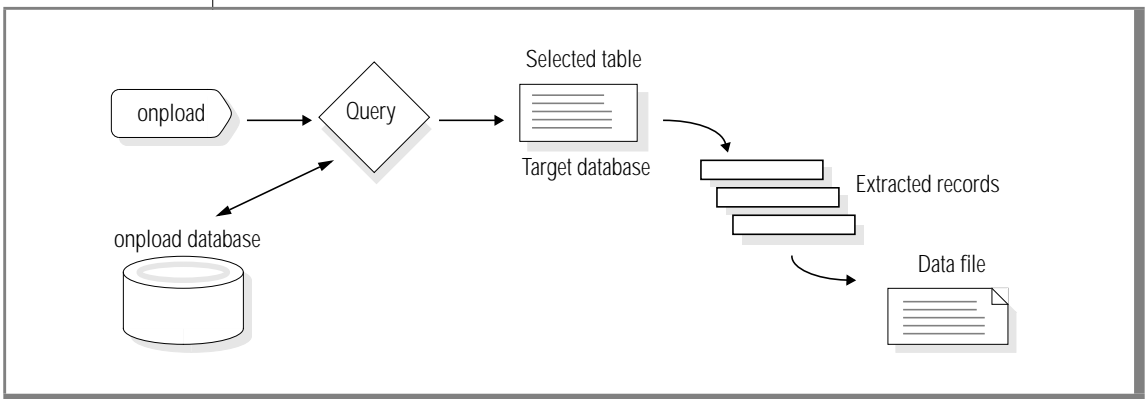 Selected table
onpload
Query
Target database
Extracted records
onpload database
Data file